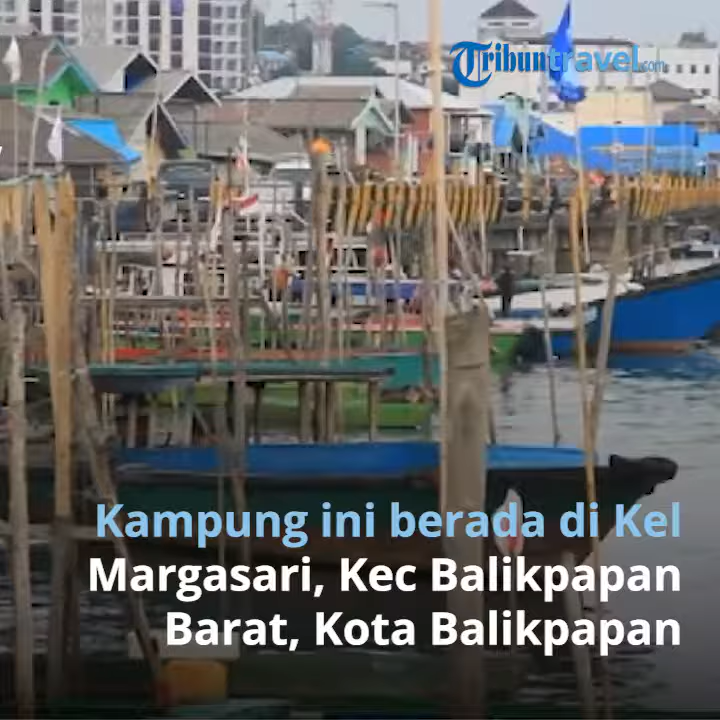 Tribuntravel.com
Kampung ini berada di Kel
Margasari, Kec Balikpapan
Barat, Kota Balikpapan